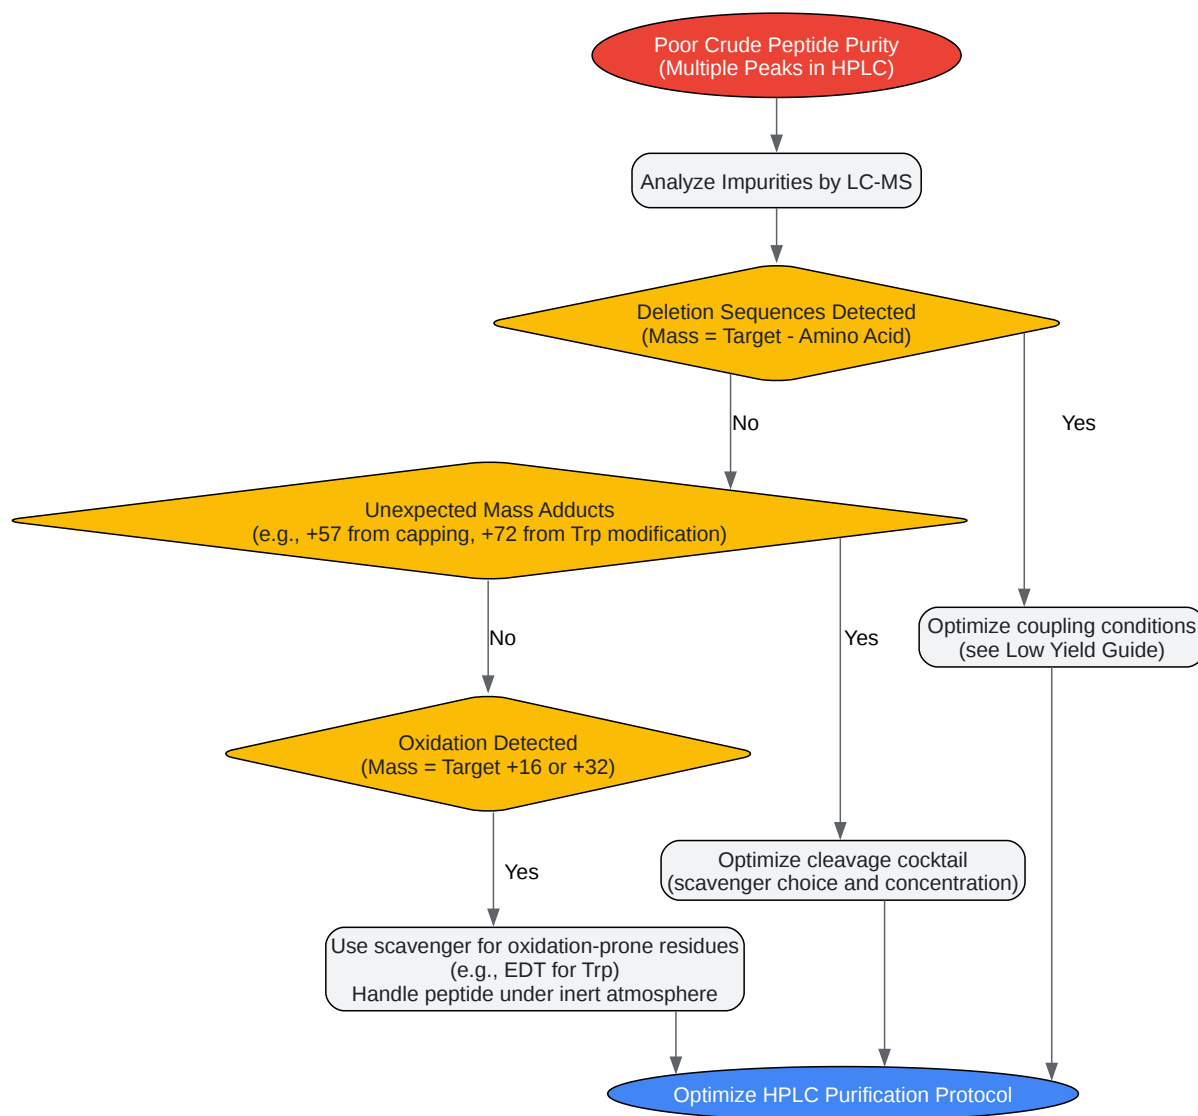 Poor Crude Peptide Purity
(Multiple Peaks in HPLC)
Analyze Impurities by LC-MS
Deletion Sequences Detected
(Mass = Target - Amino Acid)
No
Yes
Unexpected Mass Adducts
(e.g., +57 from capping, +72 from Trp modification)
No
Yes
Optimize coupling conditions
(see Low Yield Guide)
Oxidation Detected
(Mass = Target +16 or +32)
Yes
Optimize cleavage cocktail
(scavenger choice and concentration)
Use scavenger for oxidation-prone residues
(e.g., EDT for Trp)
Handle peptide under inert atmosphere
Optimize HPLC Purification Protocol